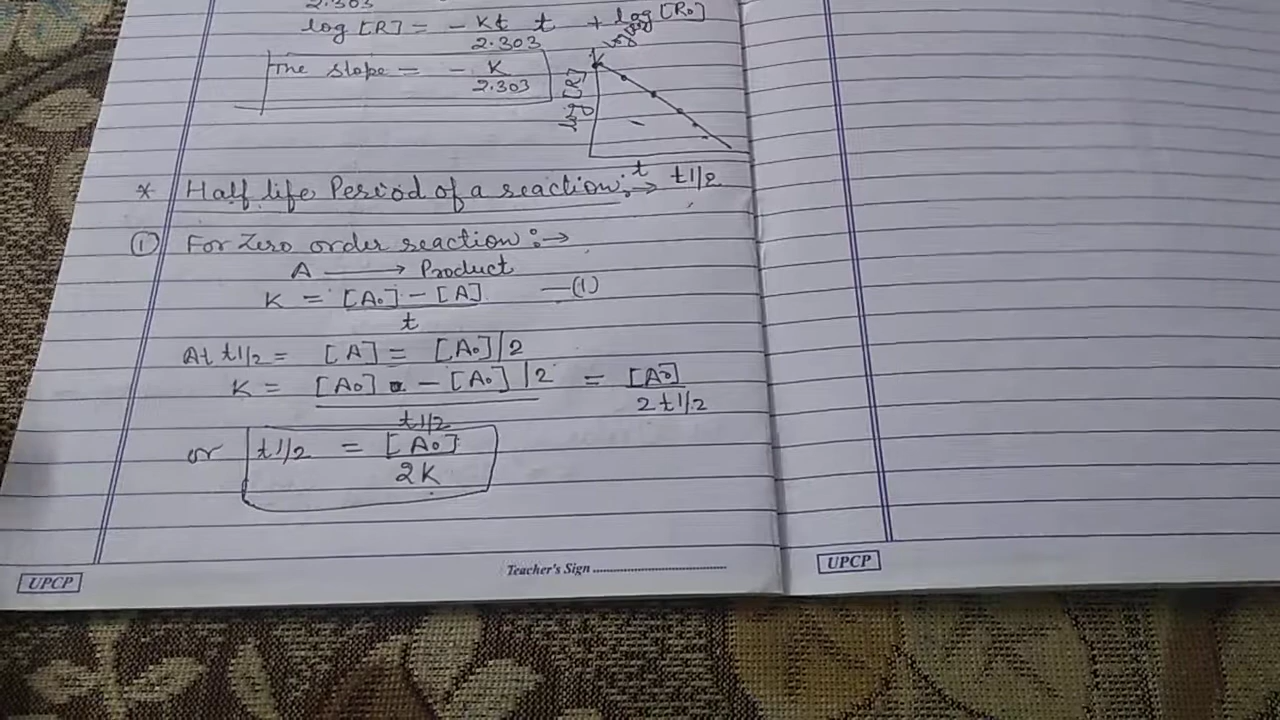 2.303
log [R] = - Kt t + log [R₀]
2.303
The slope = - K
2.303
log [R]
t
* Half life Period of a reaction :→ t1/2
① For Zero order reaction :→
A → Product
K = [A₀] - [A] —(1)
t
At t1/2 = [A] = [A₀]/2
K = [A₀] - [A₀]/2 = [A₀]
t1/2 2t1/2
or t1/2 = [A₀]
2K
Teacher's Sign
UPCP
UPCP